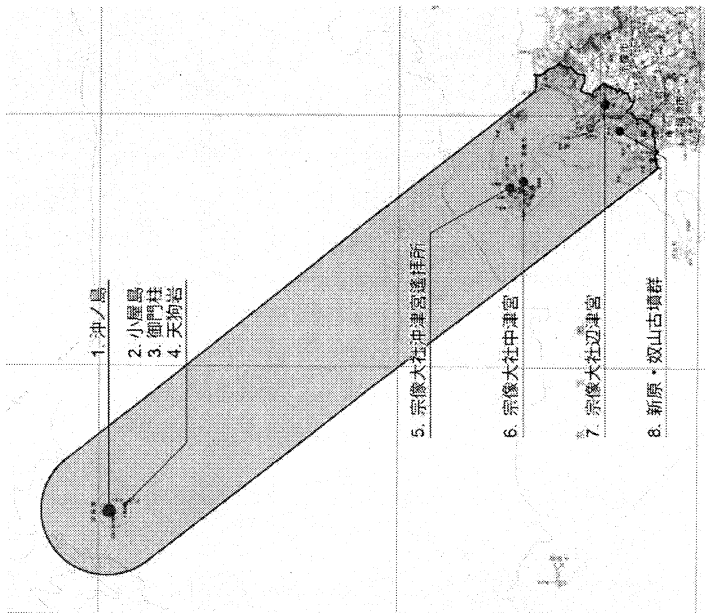 1. 沖ノ島
2. 小屋島
3. 御門柱
4. 天狗岩
5. 宗像大社沖津宮遙拝所
6. 宗像大社中津宮
7. 宗像大社辺津宮
8. 新原・奴山古墳群